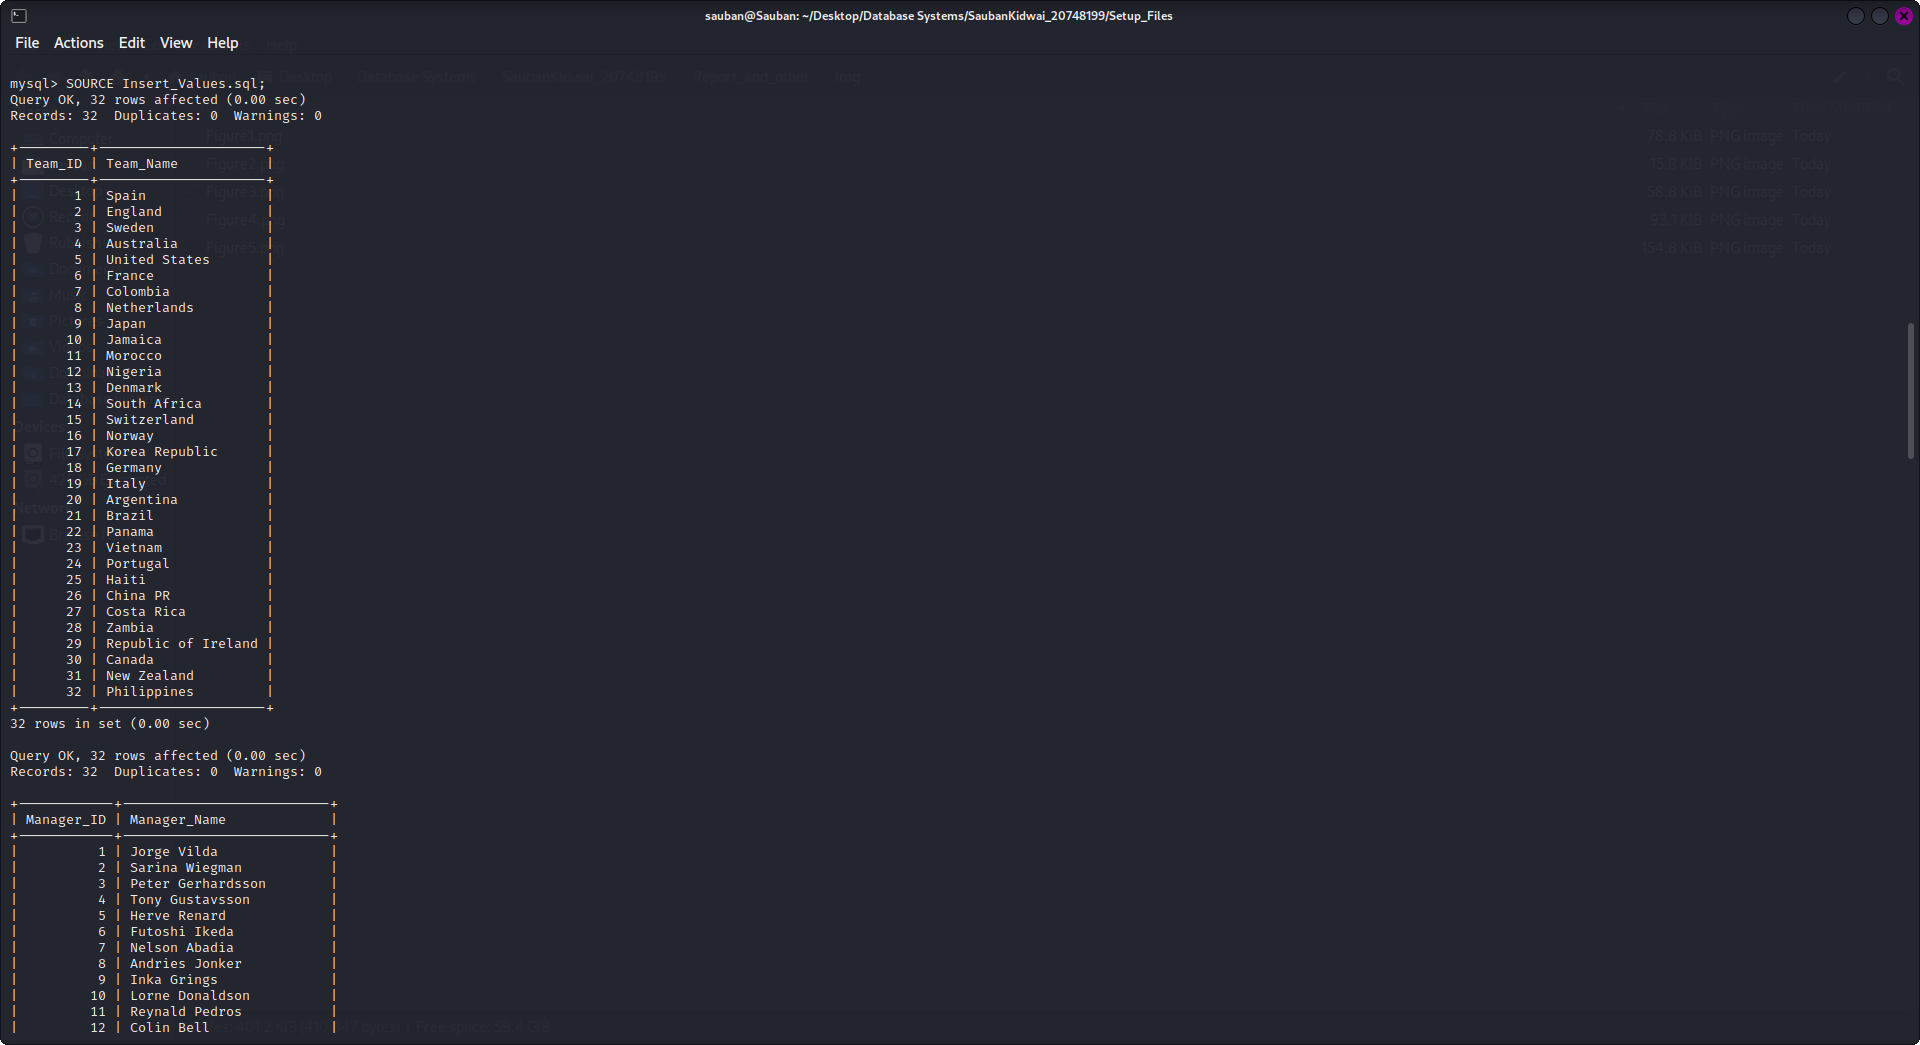 sauban@Sauban: ~/Desktop/Database Systems/SaubanKidwai_20748199/Setup_Files
File Actions Edit View Help
mysql> SOURCE Insert_Values.sql;
Query OK, 32 rows affected (0.00 sec)
Records: 32  Duplicates: 0  Warnings: 0
| Team_ID | Team_Name |
| 1 | Spain |
| 2 | England |
| 3 | Sweden |
| 4 | Australia |
| 5 | United States |
| 6 | France |
| 7 | Colombia |
| 8 | Netherlands |
| 9 | Japan |
| 10 | Jamaica |
| 11 | Morocco |
| 12 | Nigeria |
| 13 | Denmark |
| 14 | South Africa |
| 15 | Switzerland |
| 16 | Norway |
| 17 | Korea Republic |
| 18 | Germany |
| 19 | Italy |
| 20 | Argentina |
| 21 | Brazil |
| 22 | Panama |
| 23 | Vietnam |
| 24 | Portugal |
| 25 | Haiti |
| 26 | China PR |
| 27 | Costa Rica |
| 28 | Zambia |
| 29 | Republic of Ireland |
| 30 | Canada |
| 31 | New Zealand |
| 32 | Philippines |
32 rows in set (0.00 sec)
Query OK, 32 rows affected (0.00 sec)
Records: 32  Duplicates: 0  Warnings: 0
| Manager_ID | Manager_Name |
| 1 | Jorge Vilda |
| 2 | Sarina Wiegman |
| 3 | Peter Gerhardsson |
| 4 | Tony Gustavsson |
| 5 | Herve Renard |
| 6 | Futoshi Ikeda |
| 7 | Nelson Abadia |
| 8 | Andries Jonker |
| 9 | Inka Grings |
| 10 | Lorne Donaldson |
| 11 | Reynald Pedros |
| 12 | Colin Bell |